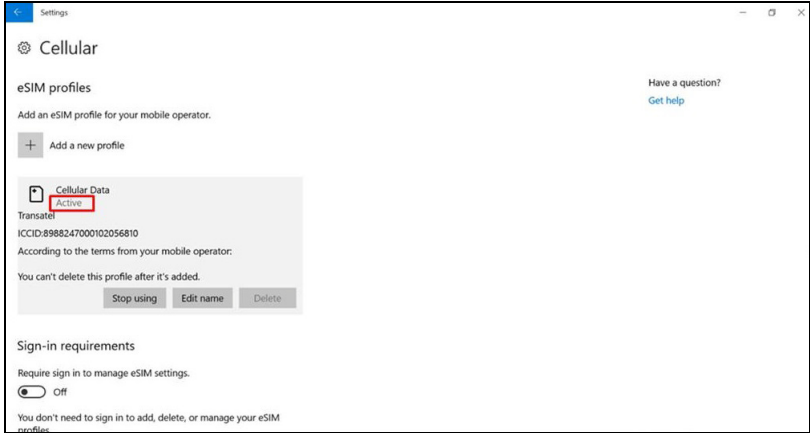 Settings
Cellular
eSIM profiles
Have a question?
Add an eSIM profile for your mobile operator.
Get help
Add a new profile
Cellular Data
Active
Transatel
ICCID:8988247000102056810
According to the terms from your mobile operator:
You can't delete this profile after it's added.
Stop using Edit name Delete
Sign-in requirements
Require sign in to manage eSIM settings.
Off
You don't need to sign in to add, delete, or manage your eSIM
profiles